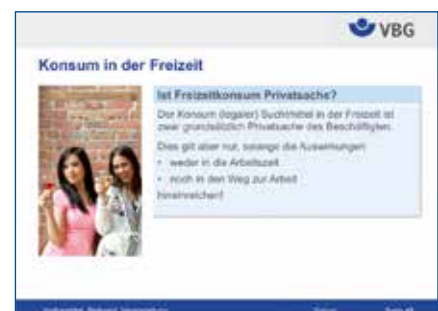 VBG
Konsum in der Freizeit
Ist Freizeitkonsum Privatsache?
Der Konsum (legaler) Suchtmittel in der Freizeit ist
zwar grundsätzlich Privatsache des Beschäftigten.
Dies gilt aber nur, solange die Auswirkungen
• weder in die Arbeitszeit
• noch in den Weg zur Arbeit
hineinreichen!